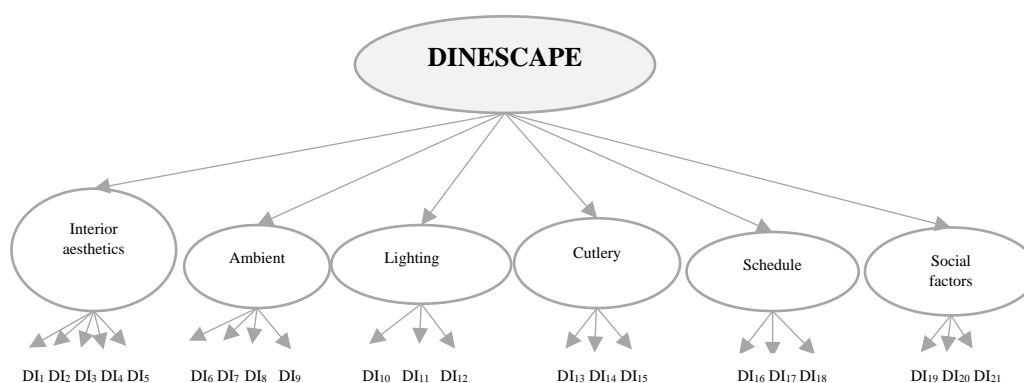 DINESCAPE
Interior
aesthetics
Ambient
Lighting
Cutlery
Schedule
Social
factors
DI₁ DI₂ DI₃ DI₄ DI₅
DI₆ DI₇ DI₈ DI₉
DI₁₀ DI₁₁ DI₁₂
DI₁₃ DI₁₄ DI₁₅
DI₁₆ DI₁₇ DI₁₈
DI₁₉ DI₂₀ DI₂₁